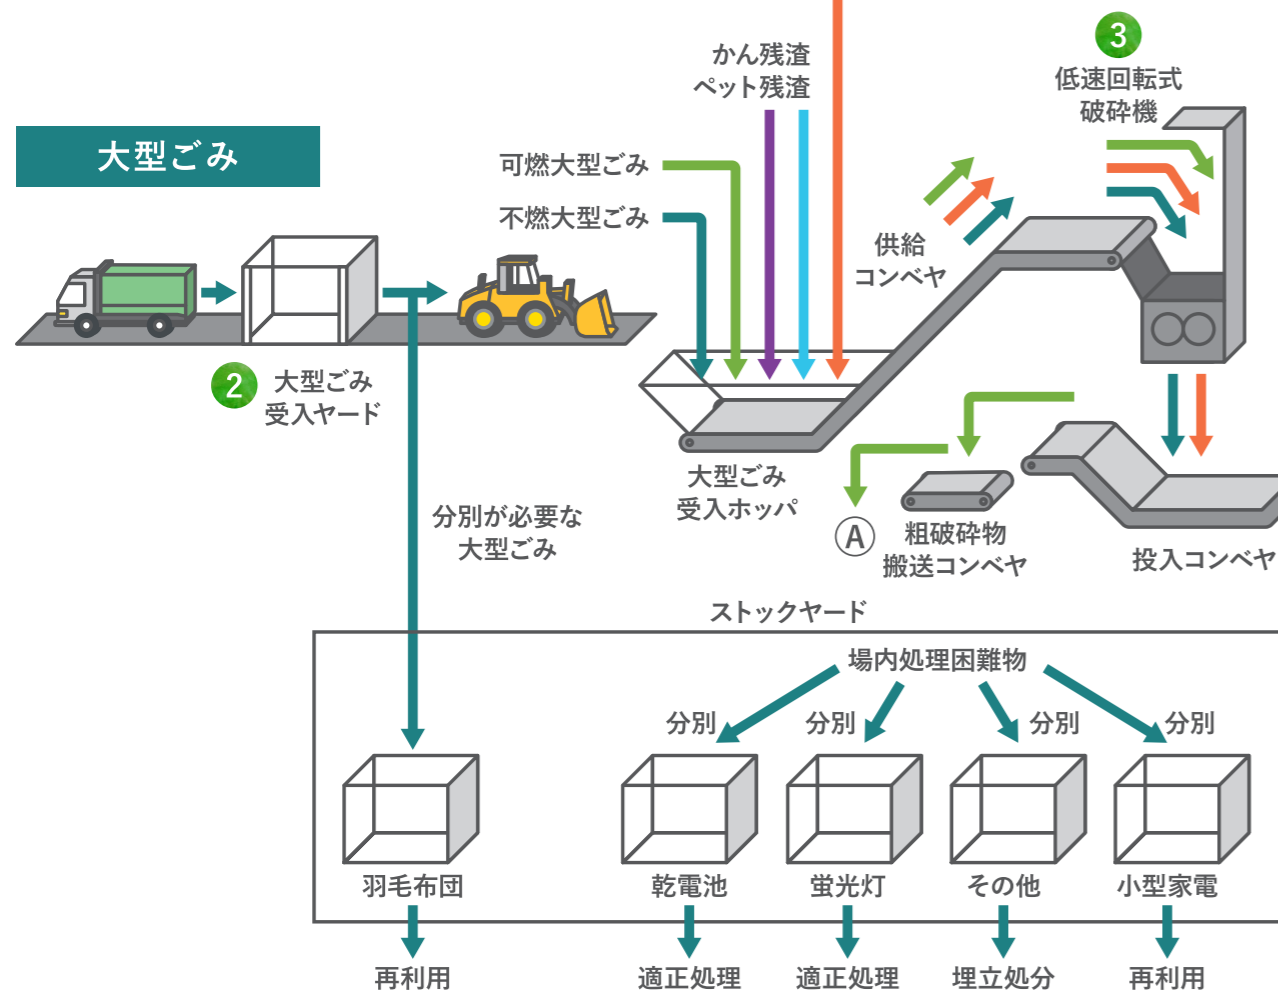 かん残渣
ペット残渣
3
低速回転式
破砕機
大型ごみ
可燃大型ごみ
不燃大型ごみ
供給
コンベヤ
2
大型ごみ
受入ヤード
大型ごみ
受入ホッパ
分別が必要な
大型ごみ
A
粗破砕物
搬送コンベヤ
投入コンベヤ
ストックヤード
場内処理困難物
分別
分別
分別
分別
羽毛布団
乾電池
蛍光灯
その他
小型家電
再利用
適正処理
適正処理
埋立処分
再利用